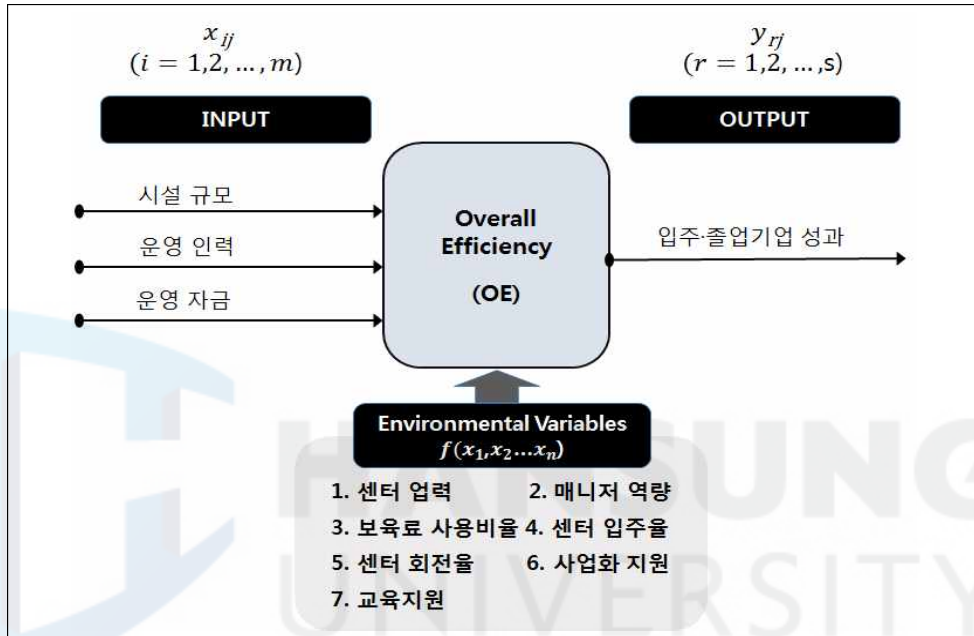 x_{ij}
(i = 1,2, ..., m)
INPUT
y_{rj}
(r = 1,2, ...,s)
OUTPUT
시설 규모
운영 인력
운영 자금
Overall
Efficiency
(OE)
입주·졸업기업 성과
Environmental Variables
f(x_1,x_2...x_n)
1. 센터 업력 2. 매니저 역량
3. 보육료 사용비율 4. 센터 입주율
5. 센터 회전율 6. 사업화 지원
7. 교육지원
HANSUNG
UNIVERSITY